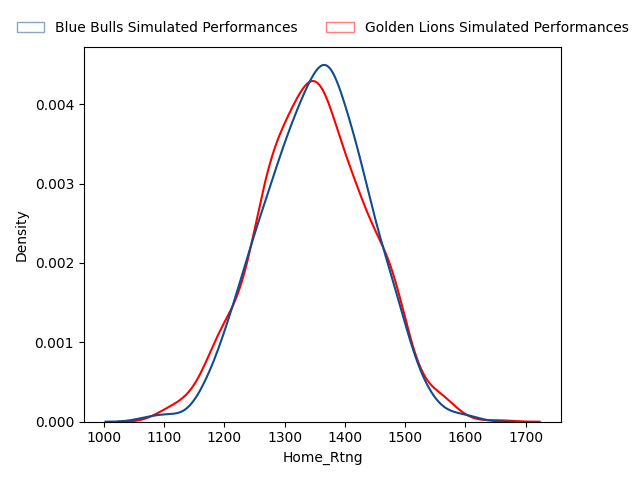 Blue Bulls Simulated Performances Golden Lions Simulated Performances
0.004
0.003
0.002
0.001
0.000
Density
1000 1100 1200 1300 1400 1500 1600 1700
Home_Rtng